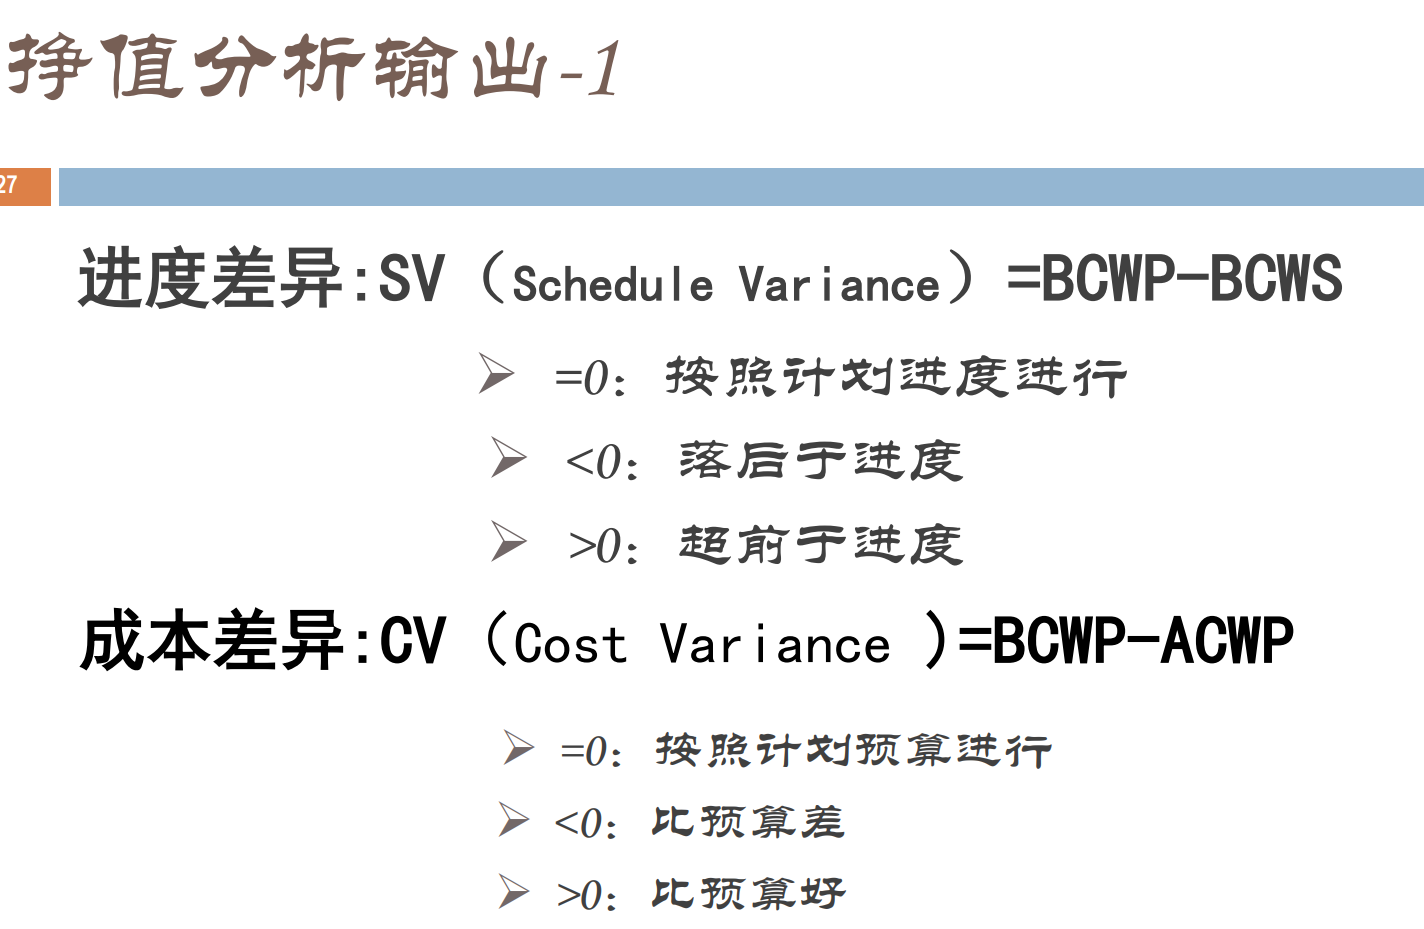 挣值分析输出-1
27
进度差异:SV（Schedule Variance）=BCWP-BCWS
=0：按照计划进度进行
<0：落后于进度
>0：超前于进度
成本差异:CV（Cost Variance )=BCWP-ACWP
=0：按照计划预算进行
<0：比预算差
>0：比预算好